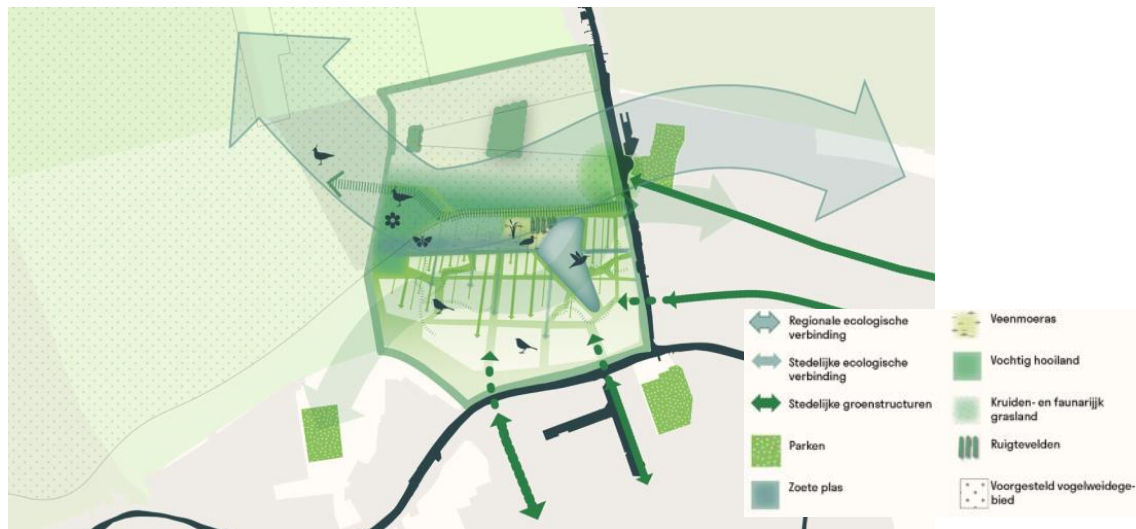 Regionale ecologische
verbinding
Stedelijke ecologische
verbinding
Stedelijke groenstructuren
Parken
Zoete plas
Veenmoeras
Vochtig hooiland
Kruiden- en faunarijk
grasland
Ruigtevelden
Voorgesteld vogelweidege-
bied